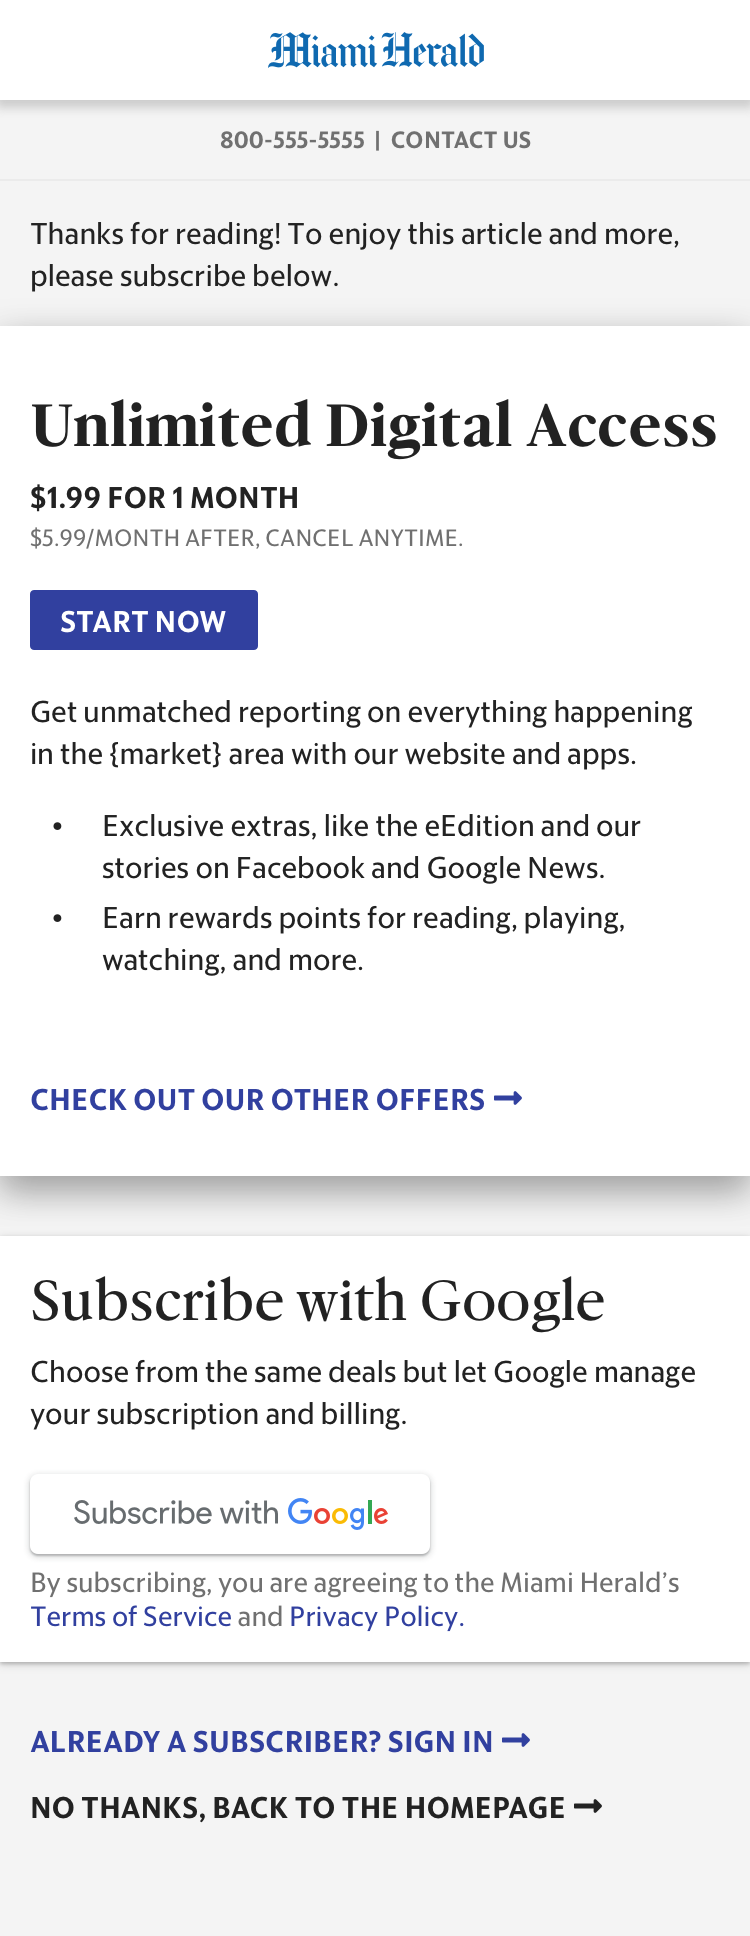 Miami Herald
800-555-5555 | CONTACT US
Thanks for reading! To enjoy this article and more,
please subscribe below.
Unlimited Digital Access
$1.99 FOR 1 MONTH
$5.99/MONTH AFTER, CANCEL ANYTIME.
START NOW
Get unmatched reporting on everything happening
in the {market} area with our website and apps.
• Exclusive extras, like the eEdition and our
stories on Facebook and Google News.
• Earn rewards points for reading, playing,
watching, and more.
CHECK OUT OUR OTHER OFFERS →
Subscribe with Google
Choose from the same deals but let Google manage
your subscription and billing.
Subscribe with Google
By subscribing, you are agreeing to the Miami Herald’s
Terms of Service and Privacy Policy.
ALREADY A SUBSCRIBER? SIGN IN →
NO THANKS, BACK TO THE HOMEPAGE →